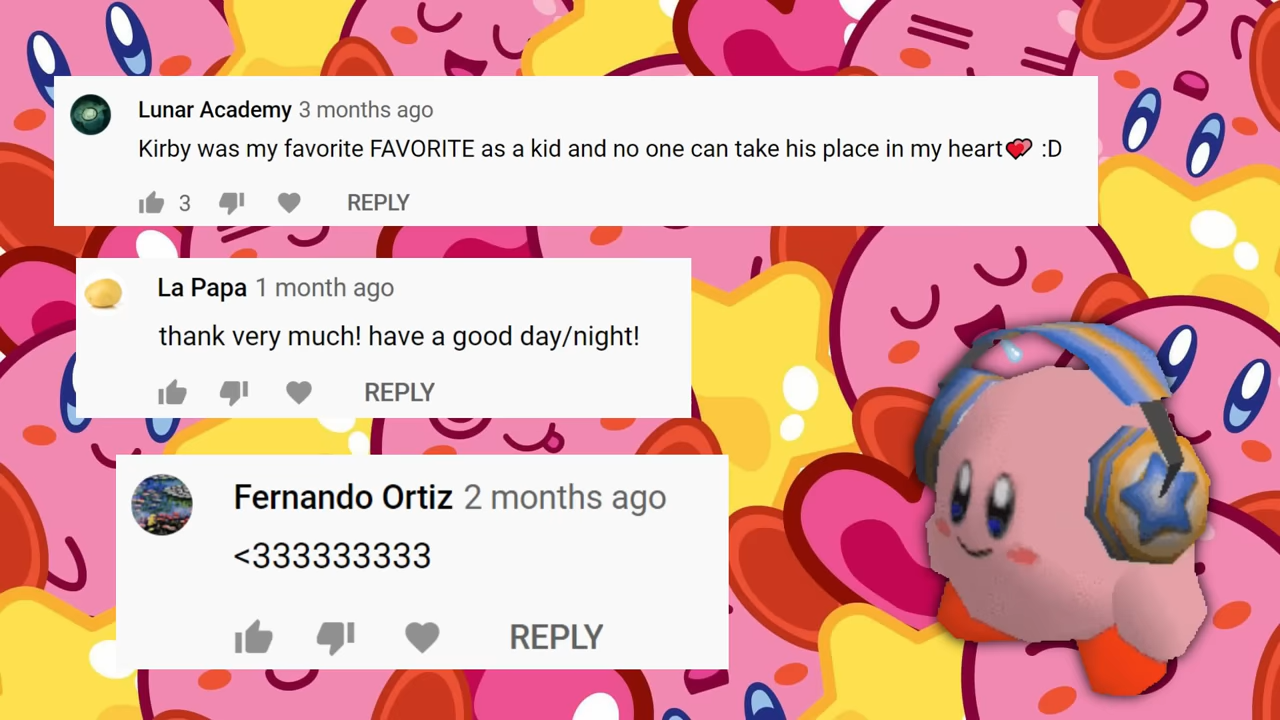 Lunar Academy 3 months ago
Kirby was my favorite FAVORITE as a kid and no one can take his place in my heart💕 :D
3 REPLY
La Papa 1 month ago
thank very much! have a good day/night!
REPLY
Fernando Ortiz 2 months ago
<333333333
REPLY